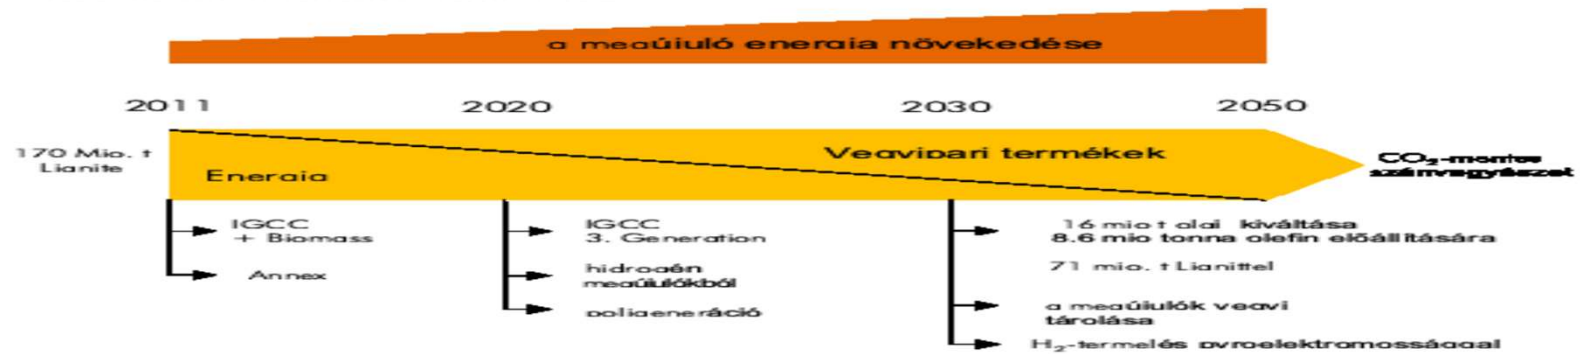 a megújuló energia növekedése
2011 2020 2030 2050
170 Mio. t
Lignite
Vegyipari termékek
Energia
CO₂-mentes
szénvegyészet
IGCC
+ Biomass
Annex
IGCC
3. Generation
hidrogén
megújulókból
poligeneráció
16 mio t olaj kiváltása
8.6 mio tonna olefin előállítására
71 mio. t Lignittel
a megújulók vegyi
tárolása
H₂-termelés pyroelektromossággal